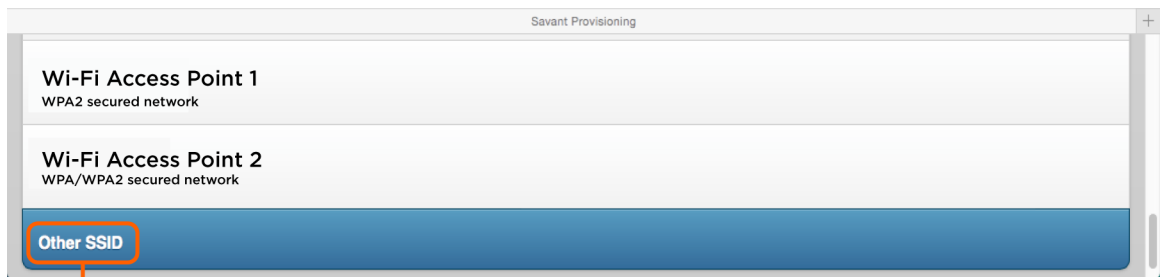 Savant Provisioning
Wi-Fi Access Point 1
WPA2 secured network
Wi-Fi Access Point 2
WPA/WPA2 secured network
Other SSID